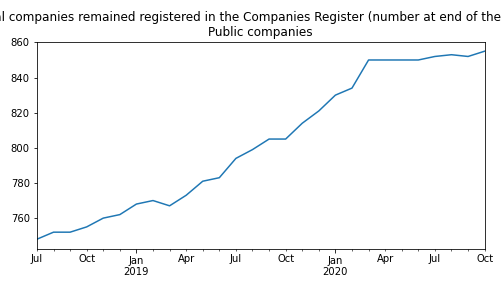 companies remained registered in the Companies Register (number at end of the
Public companies
860
840
820
800
780
760
Jul Oct Jan Apr Jul Oct Jan Apr Jul Oct
2019 2020